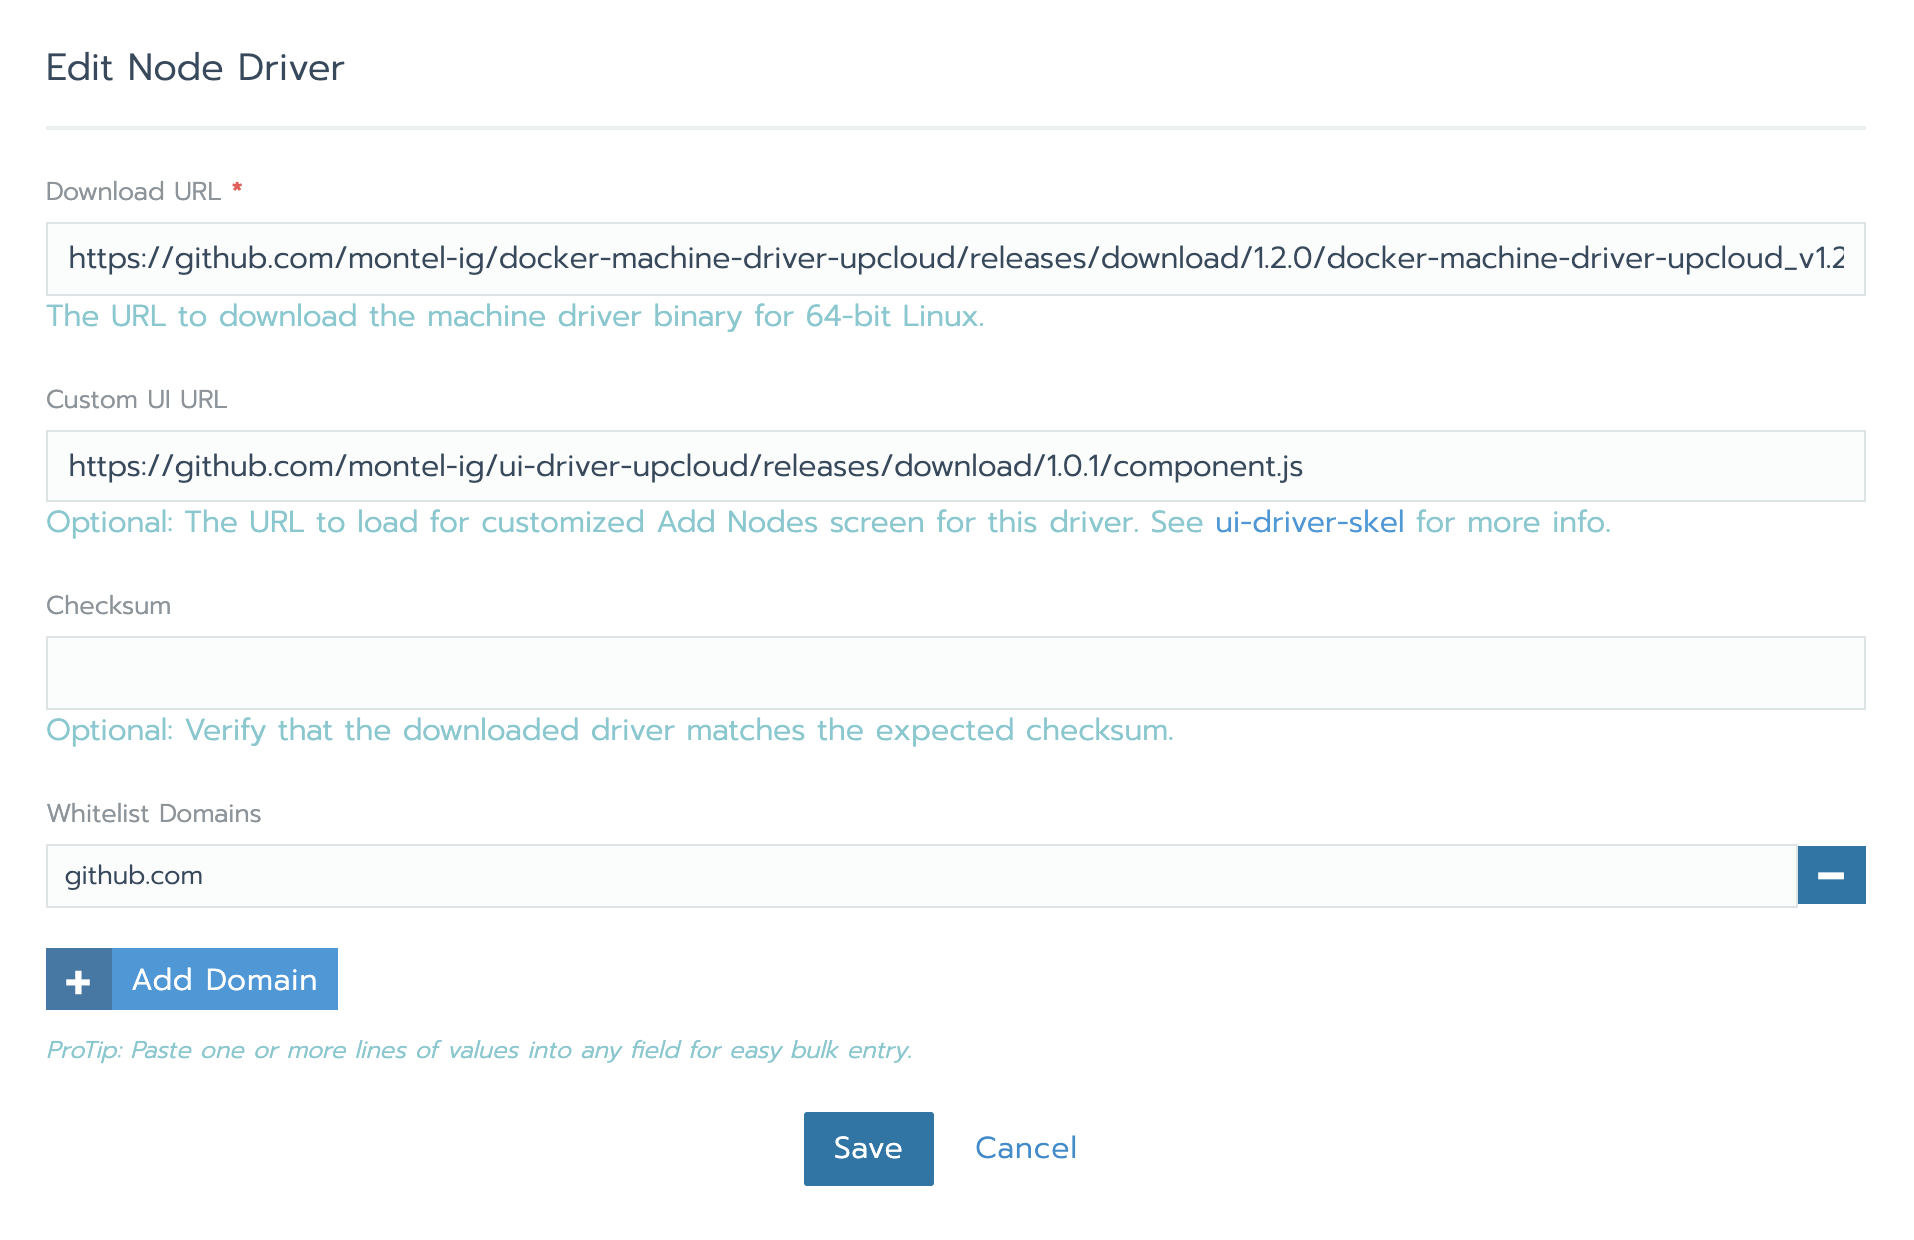 Edit Node Driver
Download URL *
https://github.com/montel-ig/docker-machine-driver-upcloud/releases/download/1.2.0/docker-machine-driver-upcloud_v1.2
The URL to download the machine driver binary for 64-bit Linux.
Custom UI URL
https://github.com/montel-ig/ui-driver-upcloud/releases/download/1.0.1/component.js
Optional: The URL to load for customized Add Nodes screen for this driver. See ui-driver-skel for more info.
Checksum
Optional: Verify that the downloaded driver matches the expected checksum.
Whitelist Domains
github.com
Add Domain
ProTip: Paste one or more lines of values into any field for easy bulk entry.
Save Cancel